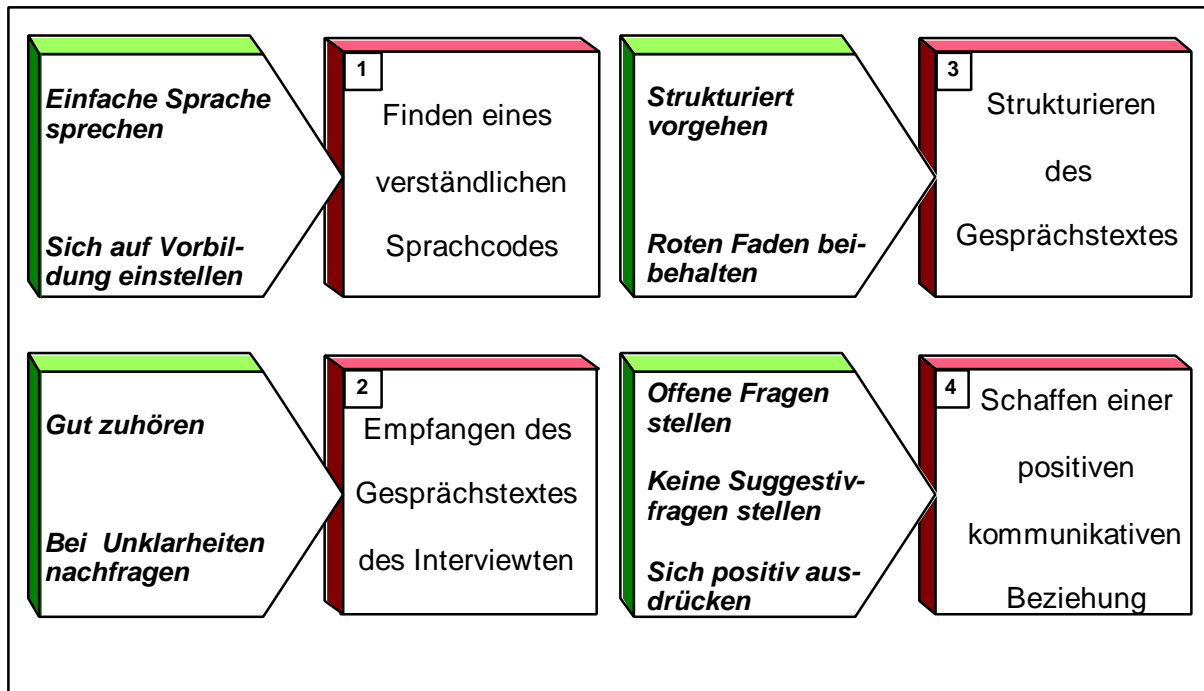 Einfache Sprache
sprechen
Sich auf Vorbil-
dung einstellen
1
Finden eines
verständlichen
Sprachcodes
Gut zuhören
Bei Unklarheiten
nachfragen
2
Empfangen des
Gesprächstextes
des Interviewten
Strukturiert
vorgehen
Roten Faden bei-
behalten
3
Strukturieren
des
Gesprächstextes
Offene Fragen
stellen
Keine Suggestiv-
fragen stellen
Sich positiv aus-
drücken
4
Schaffen einer
positiven
kommunikativen
Beziehung